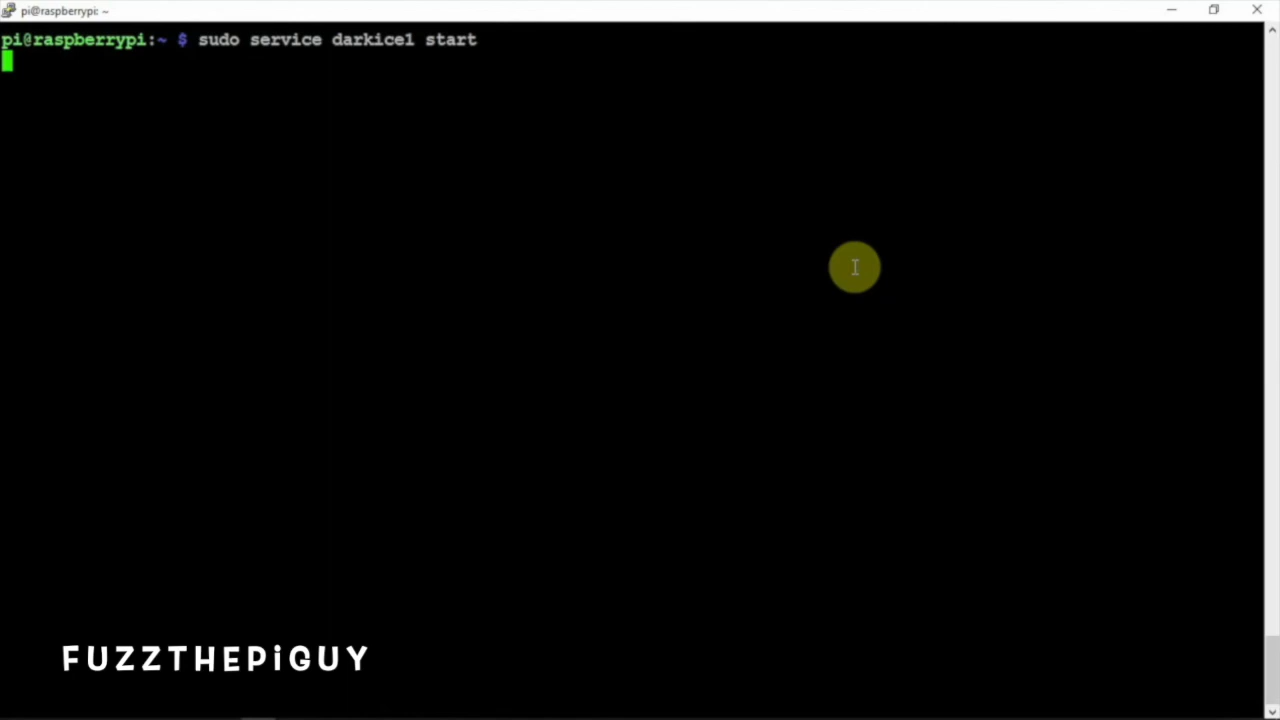 pi@raspberrypi: ~
pi@raspberrypi:~ $ sudo service darkice1 start
FUZZTHEPiGUY